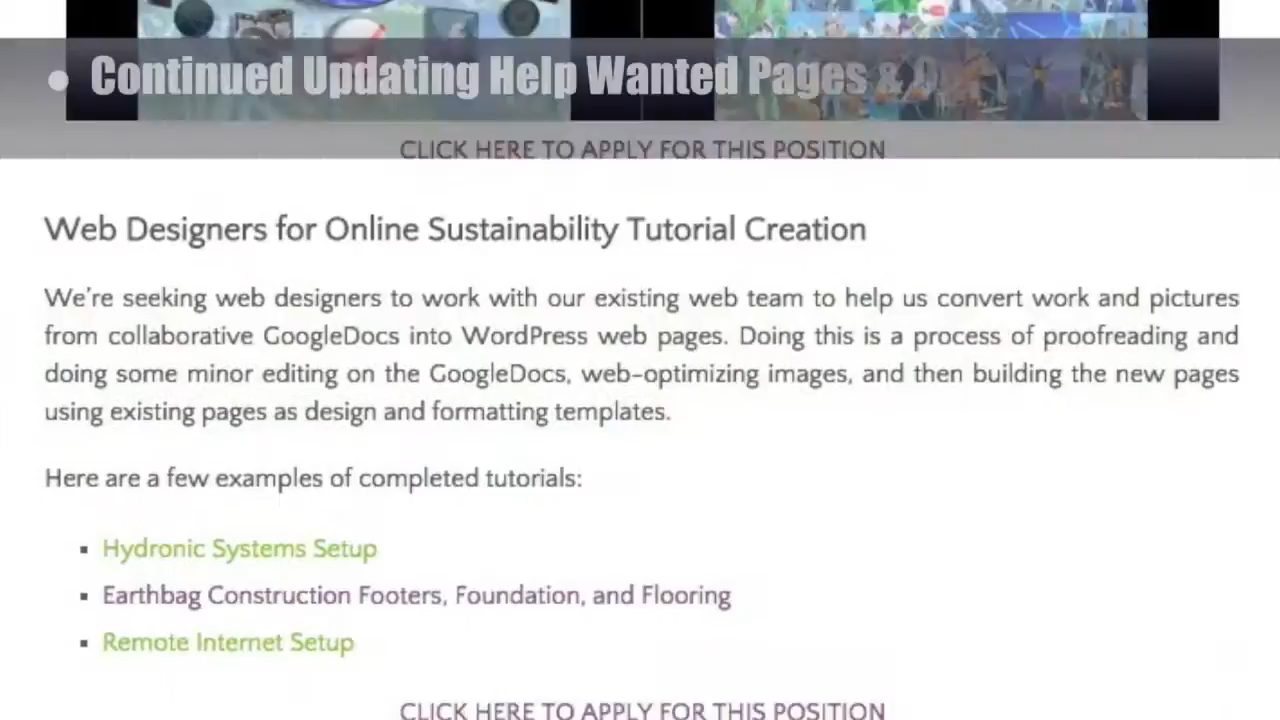 • Continued Updating Help Wanted Pages &
CLICK HERE TO APPLY FOR THIS POSITION
Web Designers for Online Sustainability Tutorial Creation
We're seeking web designers to work with our existing web team to help us convert work and pictures
from collaborative GoogleDocs into WordPress web pages. Doing this is a process of proofreading and
doing some minor editing on the GoogleDocs, web-optimizing images, and then building the new pages
using existing pages as design and formatting templates.
Here are a few examples of completed tutorials:
▪ Hydronic Systems Setup
▪ Earthbag Construction Footers, Foundation, and Flooring
▪ Remote Internet Setup
CLICK HERE TO APPLY FOR THIS POSITION